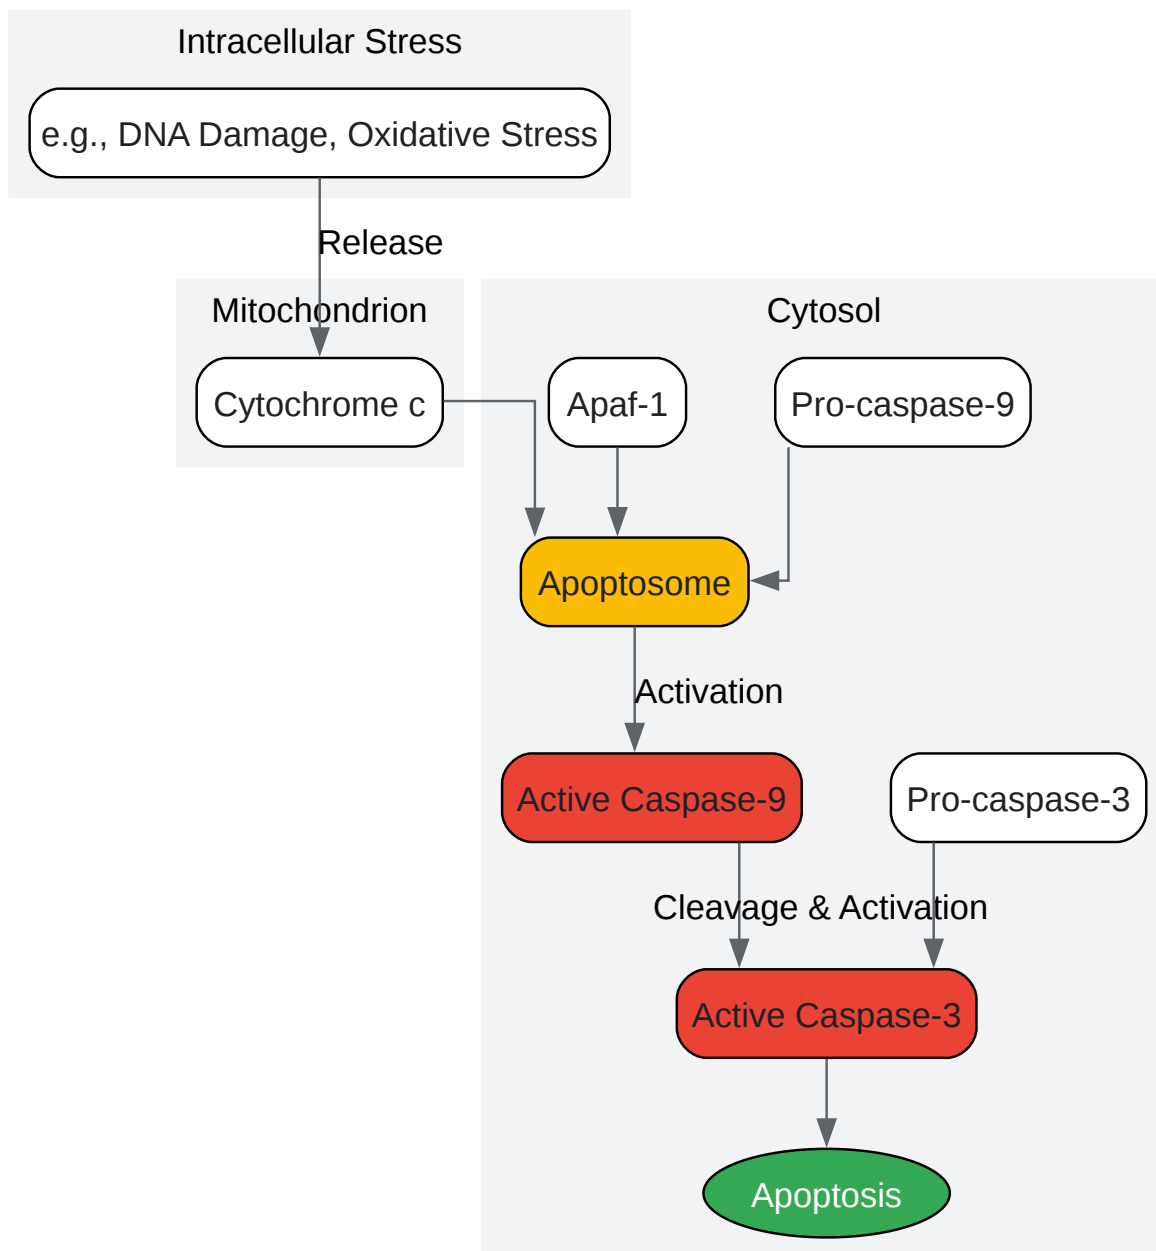 Intracellular Stress
e.g., DNA Damage, Oxidative Stress
Release
Mitochondrion
Cytosol
Cytochrome c
Apaf-1
Pro-caspase-9
Apoptosome
Activation
Active Caspase-9
Pro-caspase-3
Cleavage & Activation
Active Caspase-3
Apoptosis